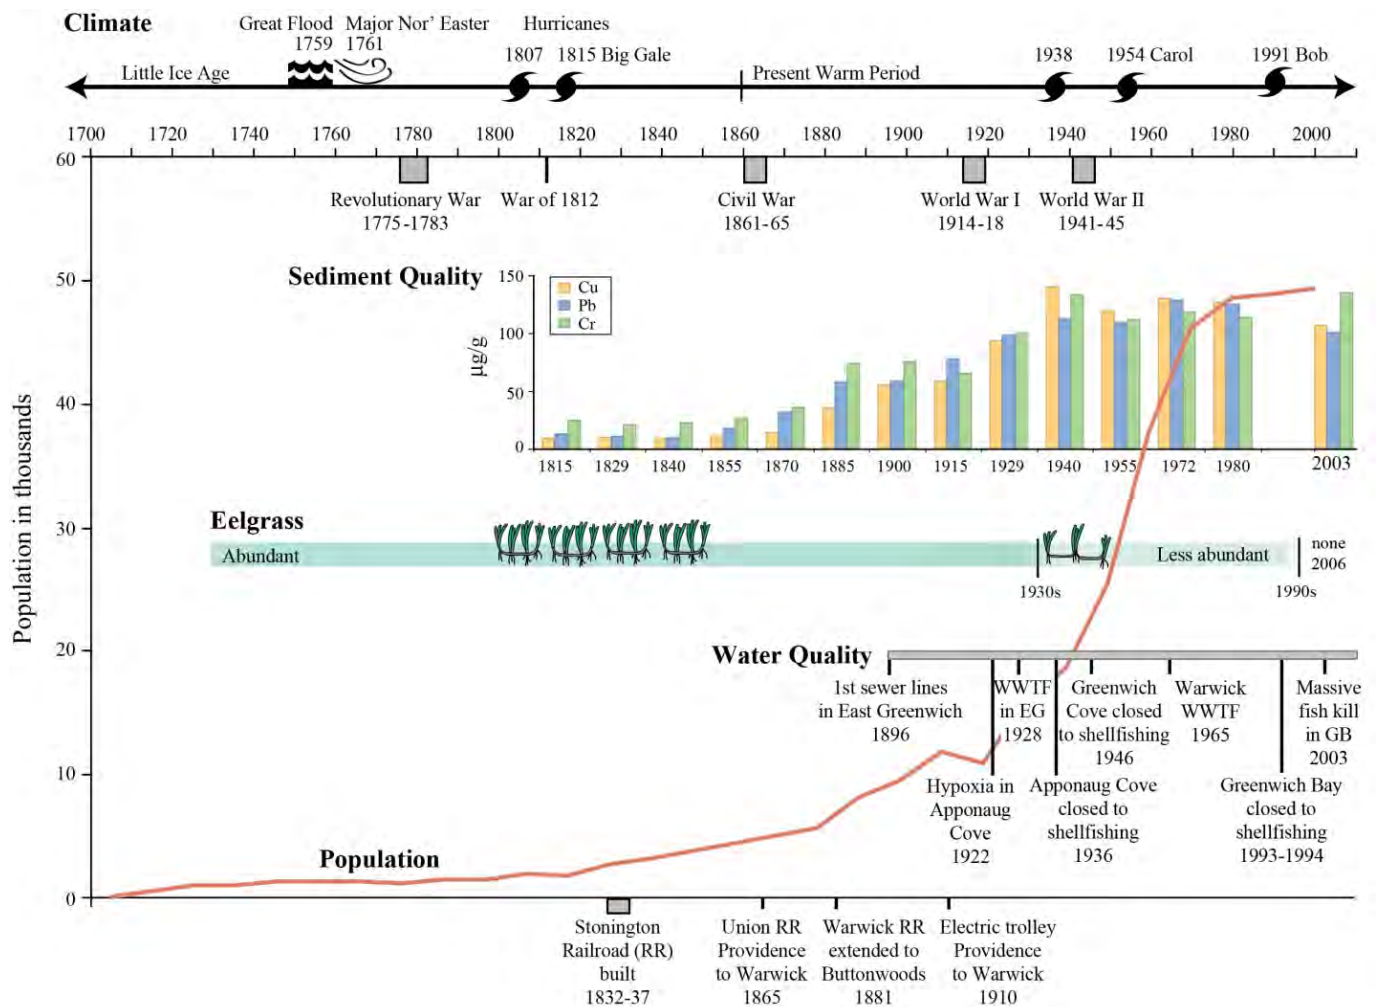 Climate
Great Flood
1759
Major Nor' Easter
1761
Hurricanes
1807
1815 Big Gale
1938
1954 Carol
1991 Bob
Little Ice Age
Present Warm Period
1700 1720 1740 1760 1780 1800 1820 1840 1860 1880 1900 1920 1940 1960 1980 2000
60
50
40
30
20
10
0
Population in thousands
Revolutionary War
1775-1783
War of 1812
Civil War
1861-65
World War I
1914-18
World War II
1941-45
Sediment Quality
150
100
50
0
µg/g
Cu
Pb
Cr
1815 1829 1840 1855 1870 1885 1900 1915 1929 1940 1955 1972 1980 2003
Eelgrass
Abundant
1930s
Less abundant
1990s
none
2006
Water Quality
1st sewer lines
in East Greenwich
1896
Hypoxia in
Apponaug
Cove
1922
WWTF
in EG
1928
Apponaug Cove
closed to
shellfishing
1936
Greenwich
Cove closed
to shellfishing
1946
Warwick
WWTF
1965
Greenwich Bay
closed to
shellfishing
1993-1994
Massive
fish kill
in GB
2003
Population
Stonington
Railroad (RR)
built
1832-37
Union RR
Providence
to Warwick
1865
Warwick RR
extended to
Buttonwoods
1881
Electric trolley
Providence
to Warwick
1910